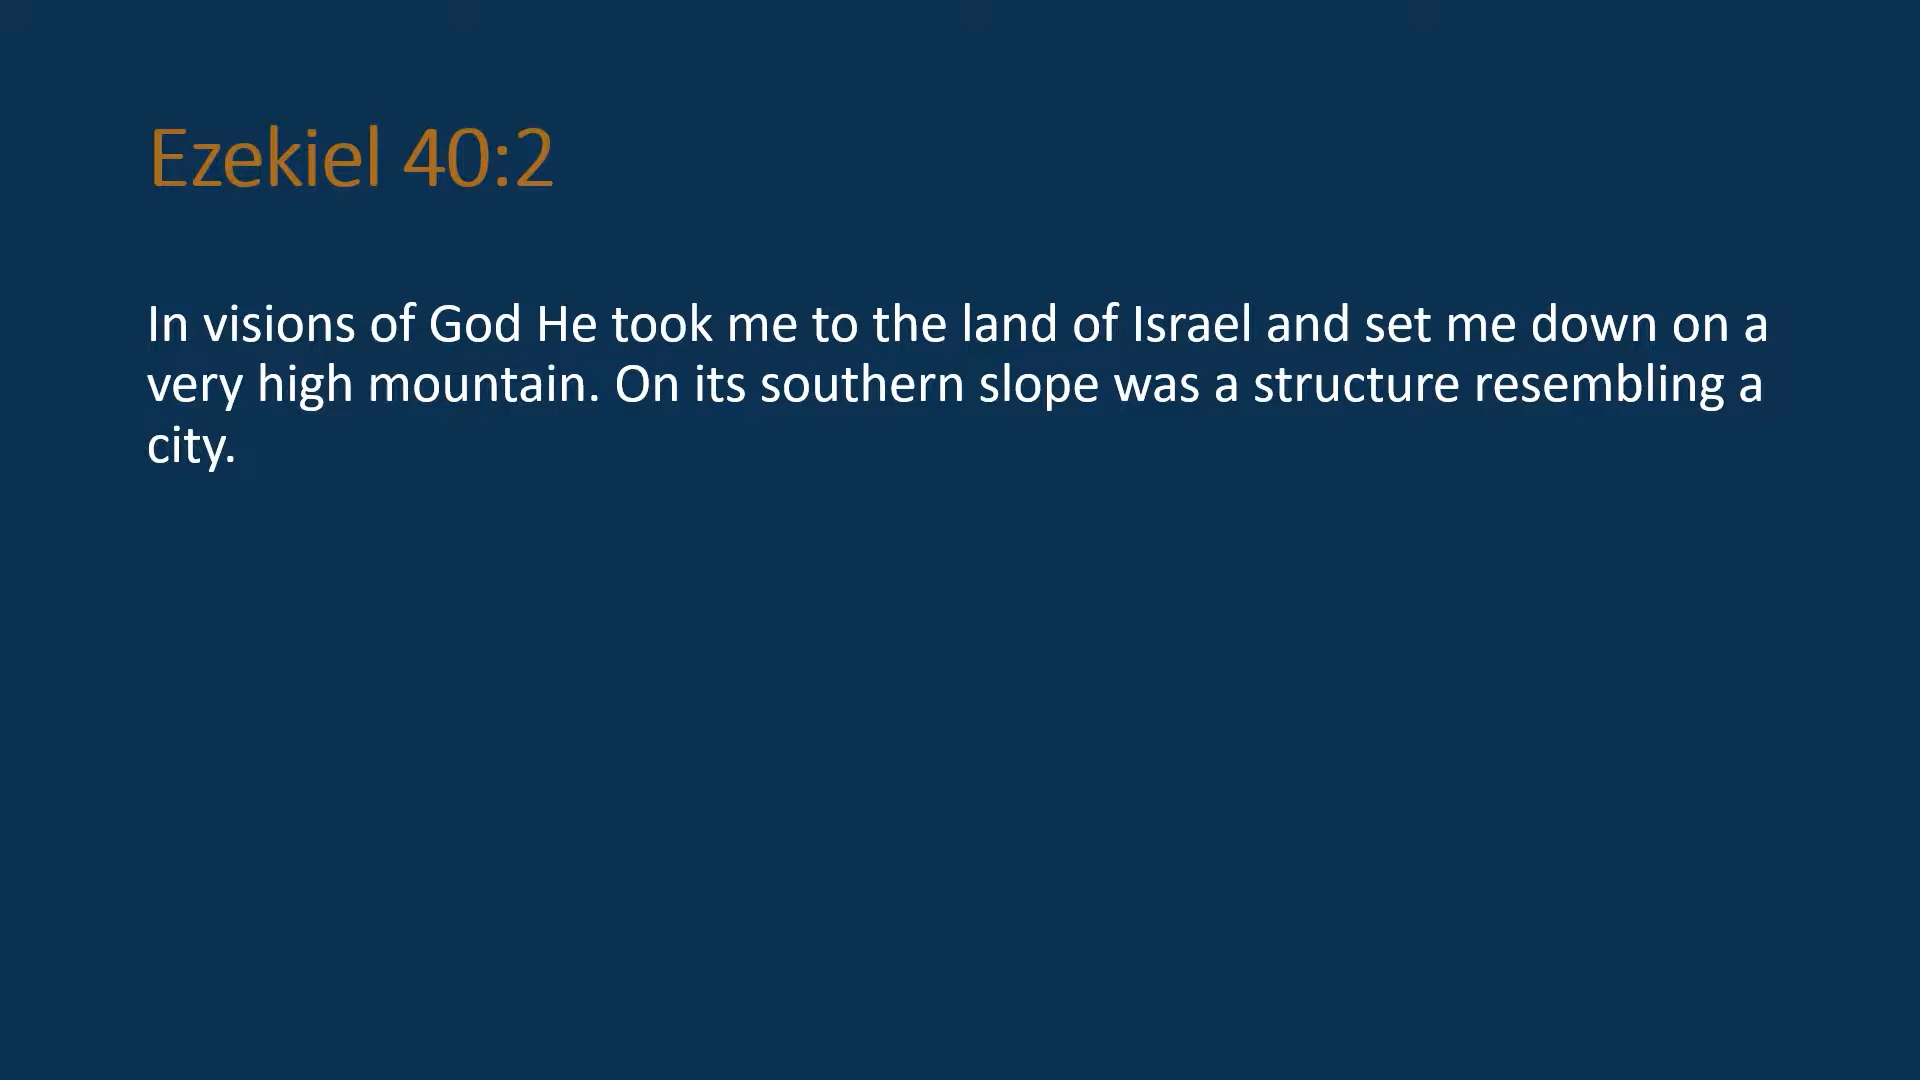 Ezekiel 40:2
In visions of God He took me to the land of Israel and set me down on a
very high mountain. On its southern slope was a structure resembling a
city.